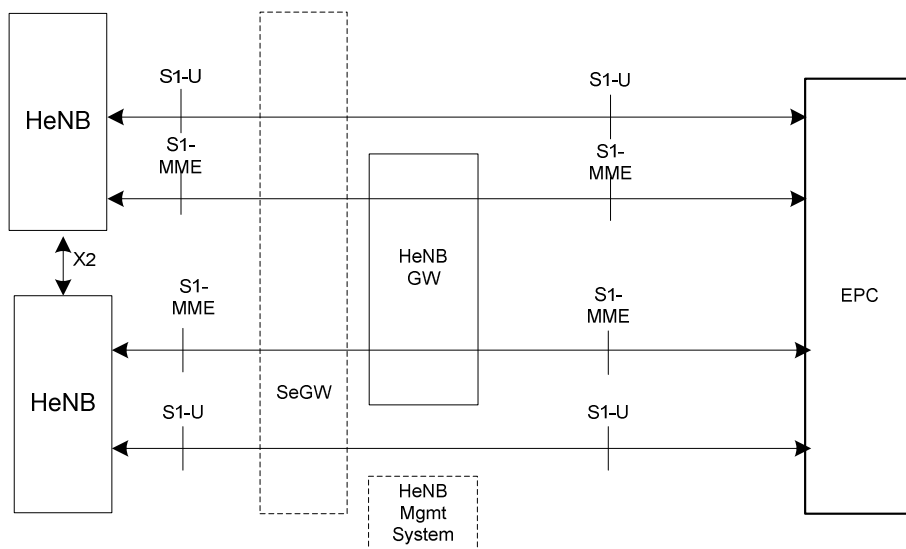 S1-U
S1-U
HeNB
S1-
MME
S1-
MME
HeNB
GW
X2
S1-
MME
S1-
MME
EPC
HeNB
SeGW
S1-U
S1-U
HeNB
Mgmt
System